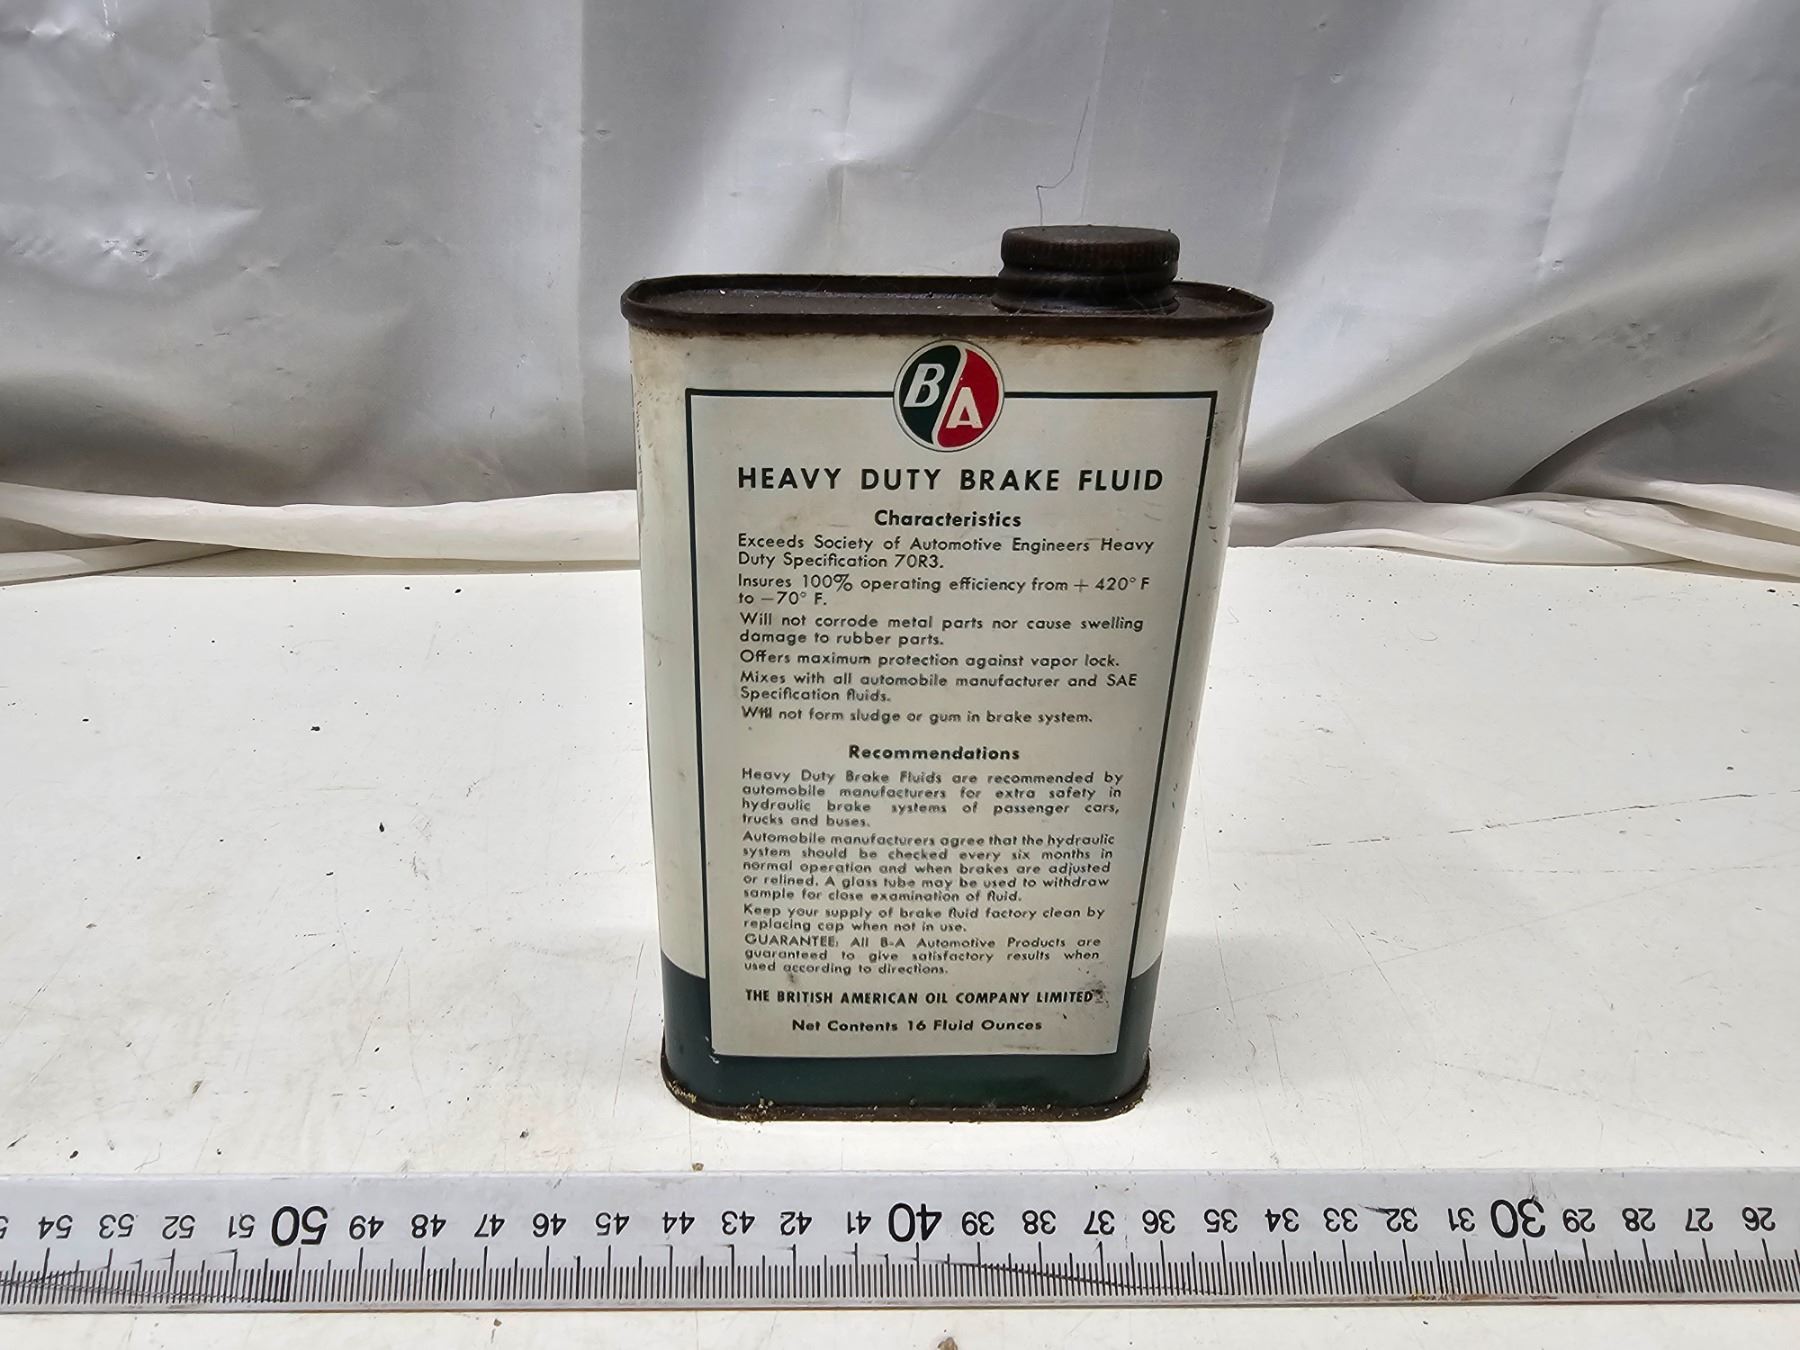 B/A
HEAVY DUTY BRAKE FLUID
Characteristics
Exceeds Society of Automotive Engineers Heavy
Duty Specification 70R3.
Insures 100% operating efficiency from + 420° F
to −70° F.
Will not corrode metal parts nor cause swelling
damage to rubber parts.
Offers maximum protection against vapor lock.
Mixes with all automobile manufacturer and SAE
Specification fluids.
Will not form sludge or gum in brake system.
Recommendations
Heavy Duty Brake Fluids are recommended by
automobile manufacturers for extra safety in
hydraulic brake systems of passenger cars,
trucks and buses.
Automobile manufacturers agree that the hydraulic
system should be checked every six months in
normal operation and when brakes are adjusted
or relined. A glass tube may be used to withdraw
sample for close examination of fluid.
Keep your supply of brake fluid factory clean by
replacing cap when not in use.
GUARANTEE: All B-A Automotive Products are
guaranteed to give satisfactory results when
used according to directions.
THE BRITISH AMERICAN OIL COMPANY LIMITED
Net Contents 16 Fluid Ounces
54 53 52 51 50 49 48 47 46 45 44 43 42 41 40 39 38 37 36 35 34 33 32 31 30 29 28 27 26